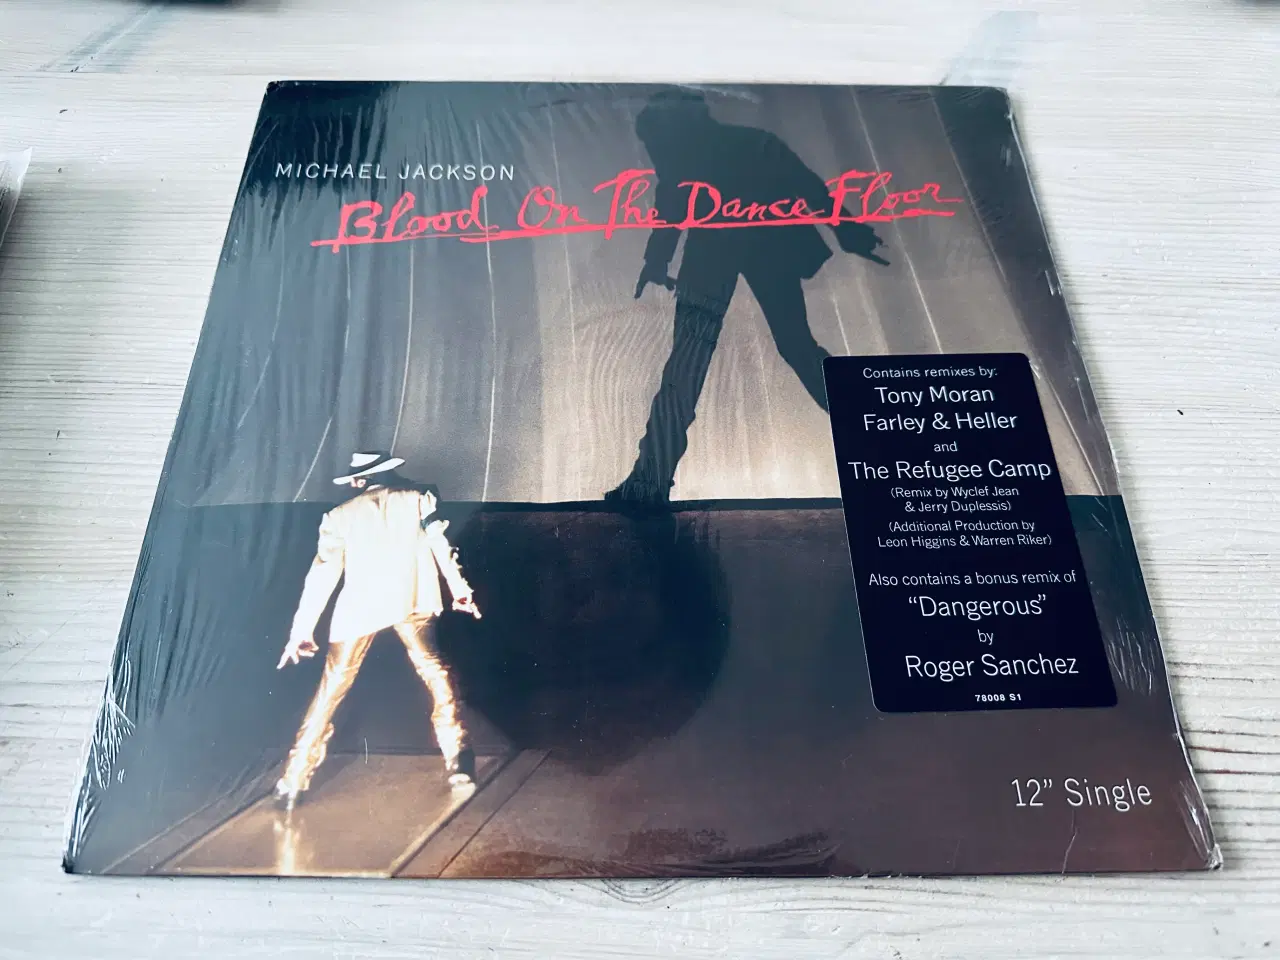 MICHAEL JACKSON
Blood On The Dance Floor
Contains remixes by:
Tony Moran
Farley & Heller
and
The Refugee Camp
(Remix by Wyclef Jean
& Jerry Duplessis)
(Additional Production by
Leon Higgins & Warren Riker)
Also contains a bonus remix of
“Dangerous”
by
Roger Sanchez
78008 S1
12” Single